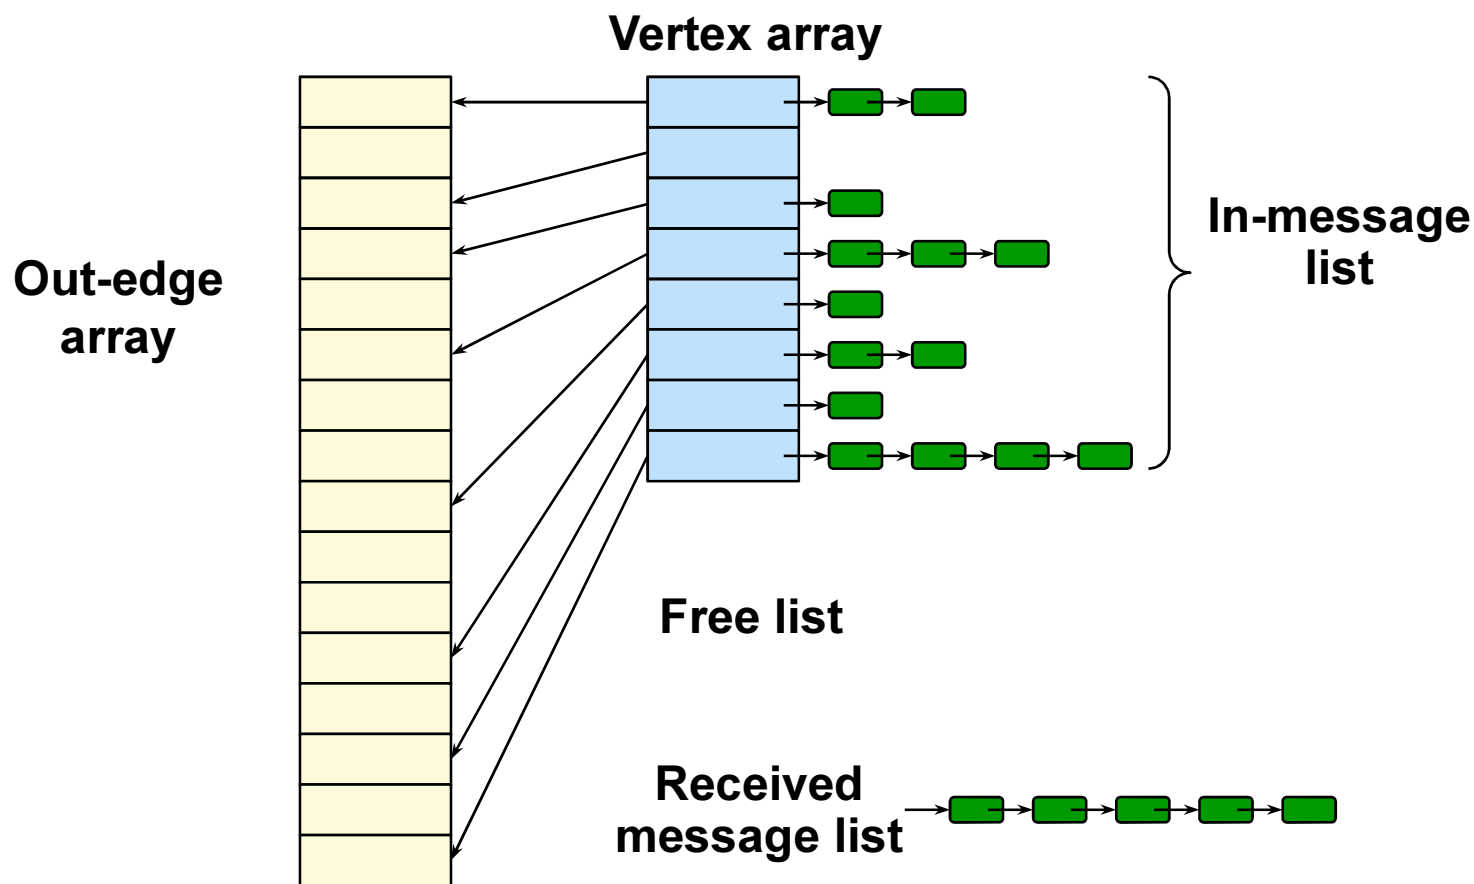 Vertex array
Out-edge
array
In-message
list
Free list
Received
message list